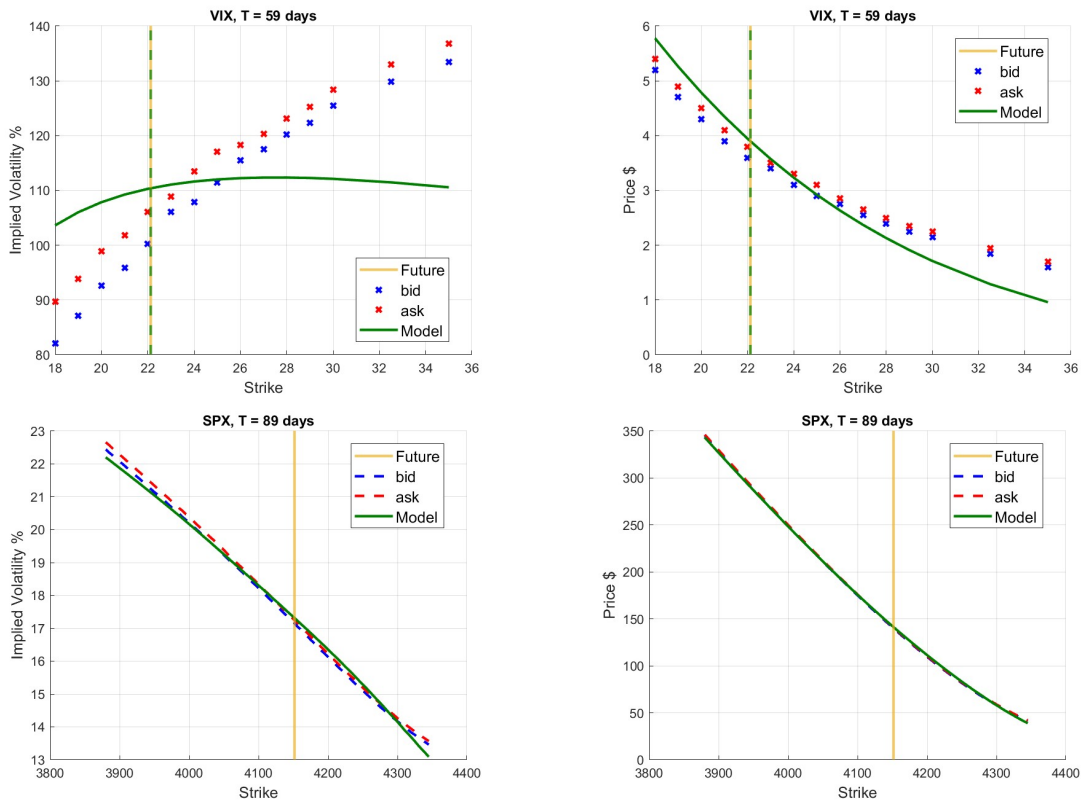 VIX, T = 59 days
140
130
120
110
100
90
80
Implied Volatility %
18 20 22 24 26 28 30 32 34 36
Strike
Future
bid
ask
Model
VIX, T = 59 days
6
5
4
3
2
1
0
Price $
18 20 22 24 26 28 30 32 34 36
Strike
Future
bid
ask
Model
SPX, T = 89 days
23
22
21
20
19
18
17
16
15
14
13
Implied Volatility %
3800 3900 4000 4100 4200 4300 4400
Strike
Future
bid
ask
Model
SPX, T = 89 days
350
300
250
200
150
100
50
0
Price $
3800 3900 4000 4100 4200 4300 4400
Strike
Future
bid
ask
Model